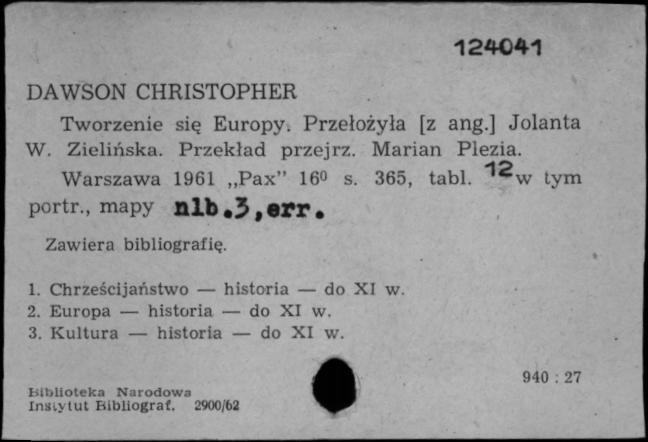 124041
DAWSON CHRISTOPHER
Tworzenie się Europy. Przełożyła [z ang.] Jolanta
W. Zielińska. Przekład przejrz. Marian Plezia.
Warszawa 1961 „Pax” 16⁰ s. 365, tabl. 12 w tym
portr., mapy nlb.3,err.
Zawiera bibliografię.
1. Chrześcijaństwo — historia — do XI w.
2. Europa — historia — do XI w.
3. Kultura — historia — do XI w.
940 : 27
Biblioteka Narodowa
Instytut Bibliograf. 2900/62